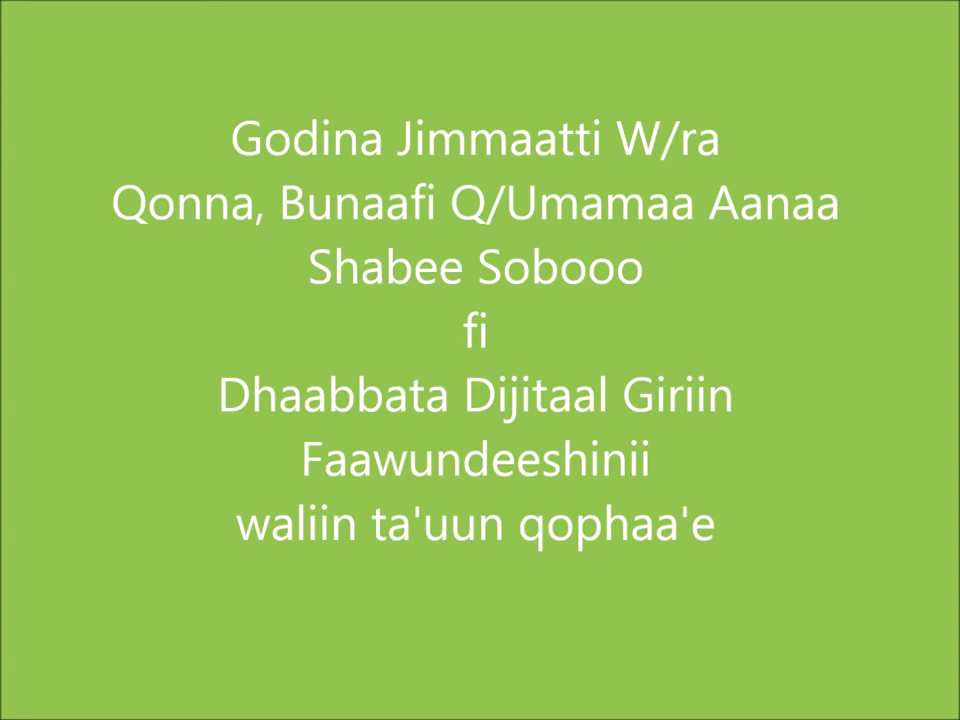 Godina Jimmaatti W/ra
Qonna, Bunaafi Q/Umamaa Aanaa
Shabee Sobooo
fi
Dhaabbata Dijitaal Giriin
Faawundeeshinii
waliin ta'uun qophaa'e